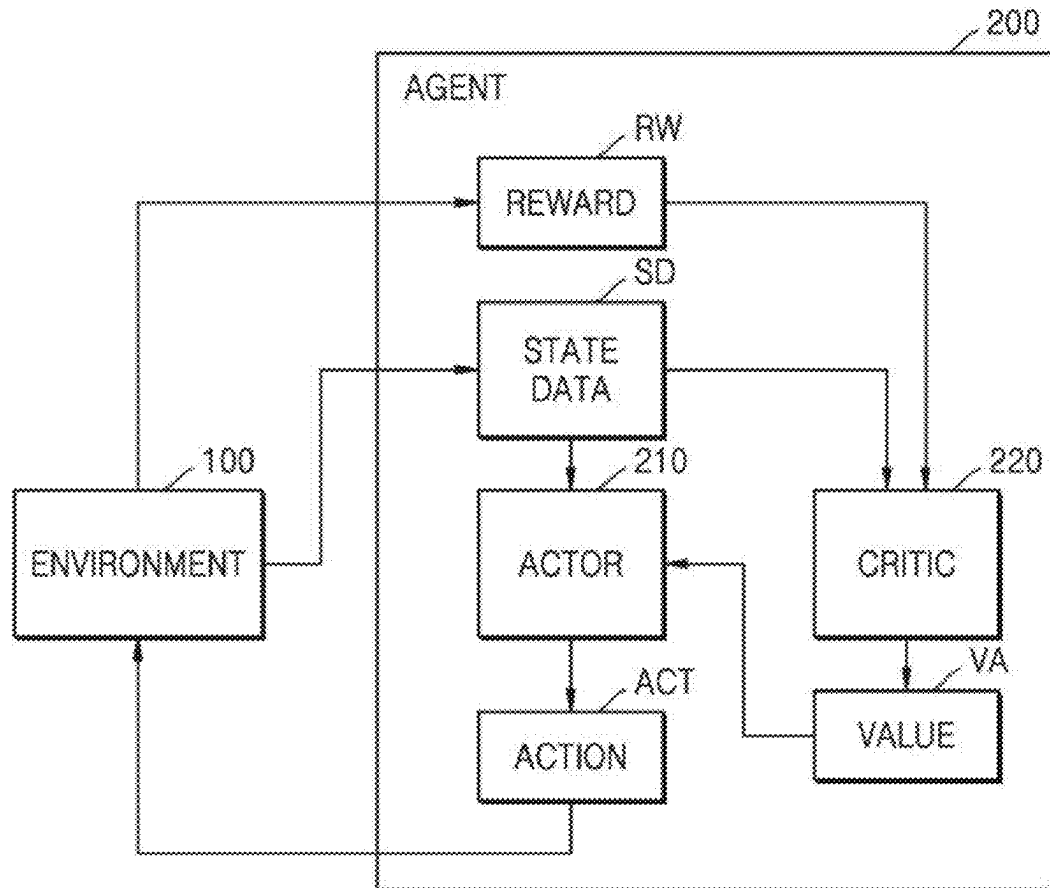 200
AGENT
RW
REWARD
SD
STATE
DATA
100
210
220
ENVIRONMENT
ACTOR
CRITIC
ACT
VA
ACTION
VALUE